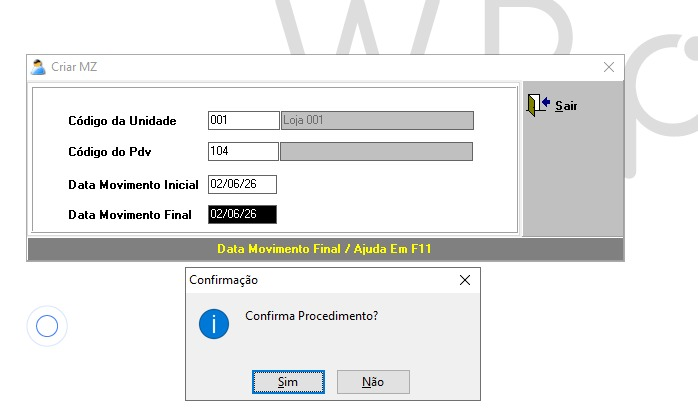 WRp
Criar MZ
Código da Unidade 001 Loja 001
Sair
Código do Pdv 104
Data Movimento Inicial 02/06/26
Data Movimento Final 02/06/26
Data Movimento Final / Ajuda Em F11
Confirmação
Confirma Procedimento?
Sim Não